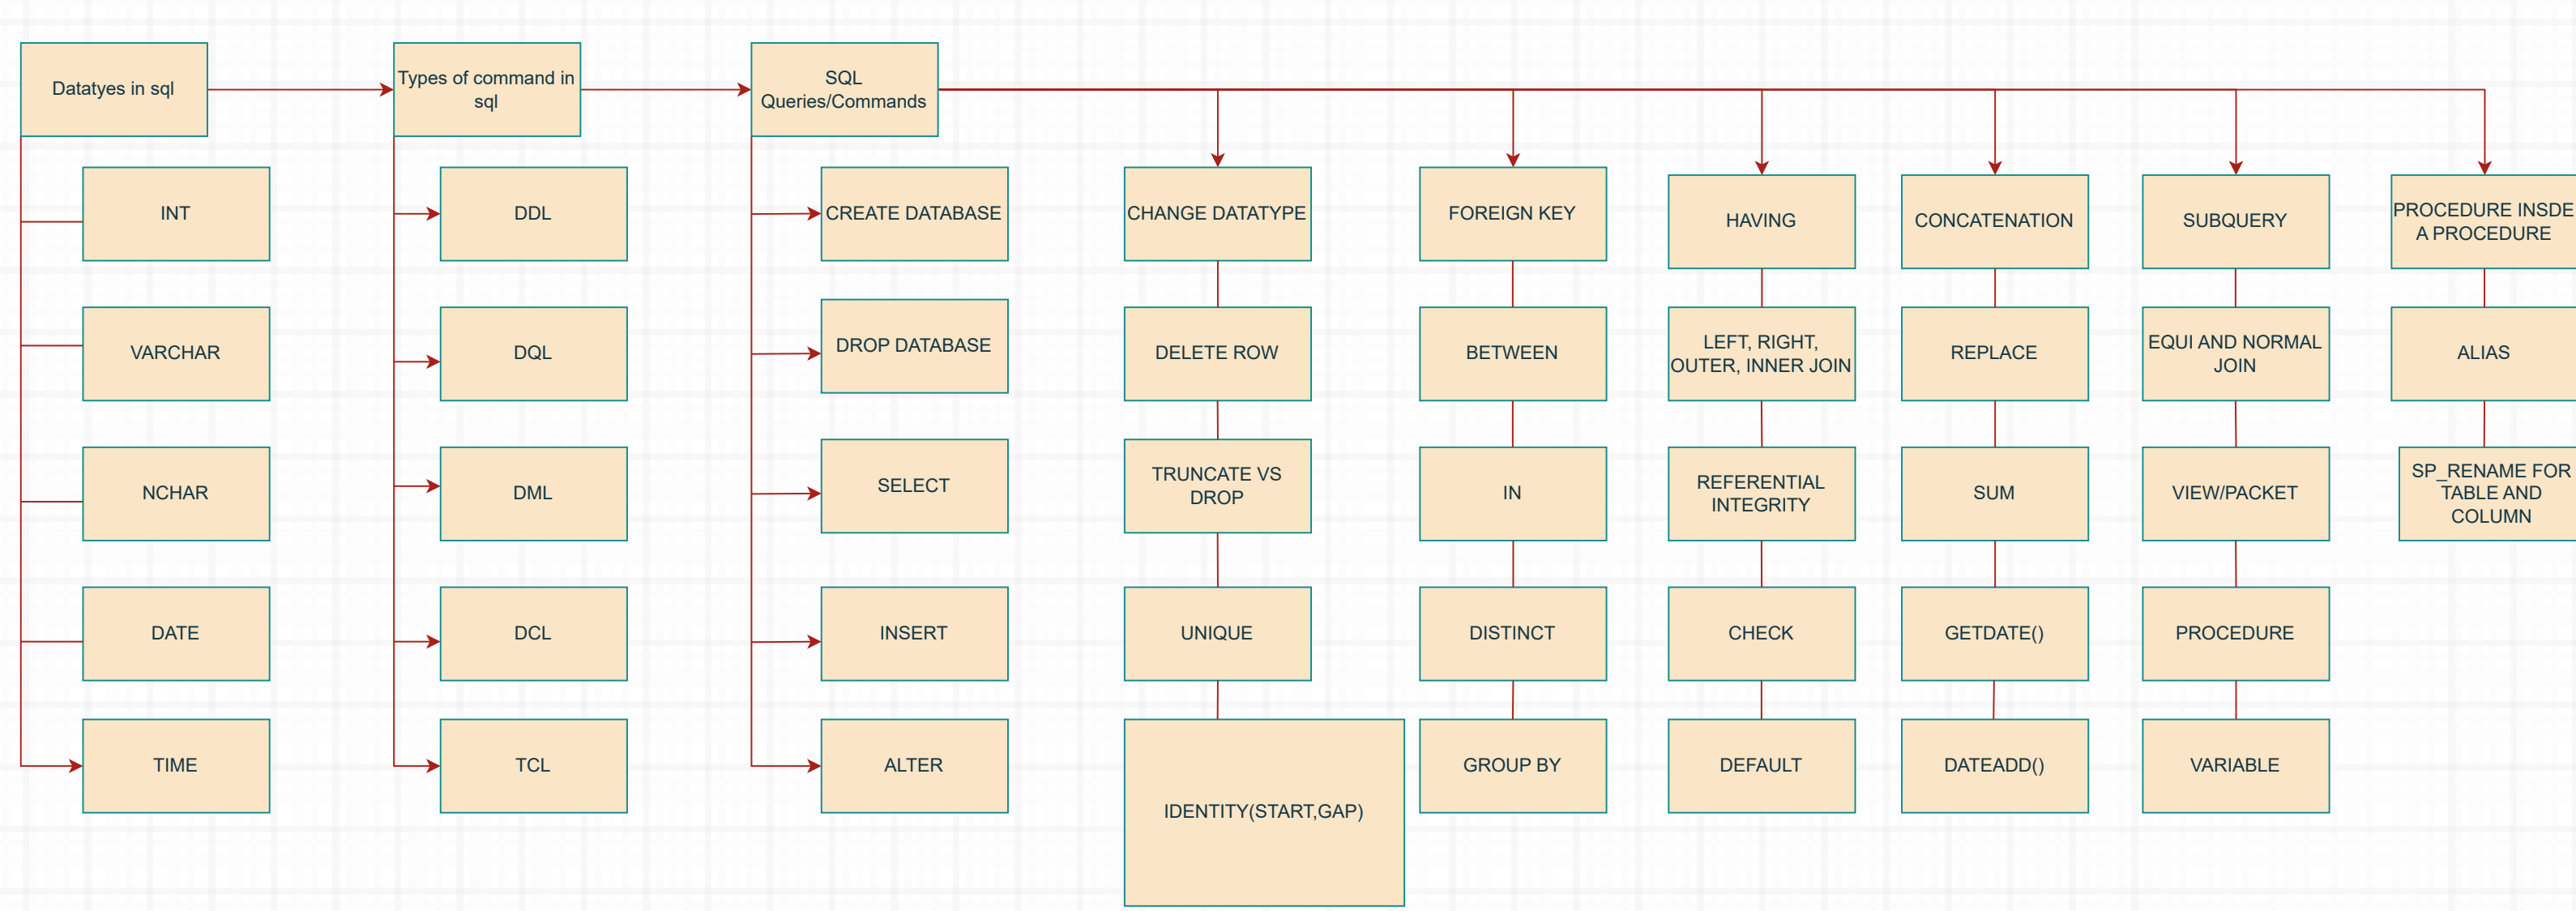 Datatyes in sql
Types of command in
sql
SQL
Queries/Commands
INT
VARCHAR
NCHAR
DATE
TIME
DDL
DQL
DML
DCL
TCL
CREATE DATABASE
DROP DATABASE
SELECT
INSERT
ALTER
CHANGE DATATYPE
DELETE ROW
TRUNCATE VS
DROP
UNIQUE
IDENTITY(START,GAP)
FOREIGN KEY
BETWEEN
IN
DISTINCT
GROUP BY
HAVING
LEFT, RIGHT,
OUTER, INNER JOIN
REFERENTIAL
INTEGRITY
CHECK
DEFAULT
CONCATENATION
REPLACE
SUM
GETDATE()
DATEADD()
SUBQUERY
EQUI AND NORMAL
JOIN
VIEW/PACKET
PROCEDURE
VARIABLE
PROCEDURE INSDE
A PROCEDURE
ALIAS
SP_RENAME FOR
TABLE AND
COLUMN